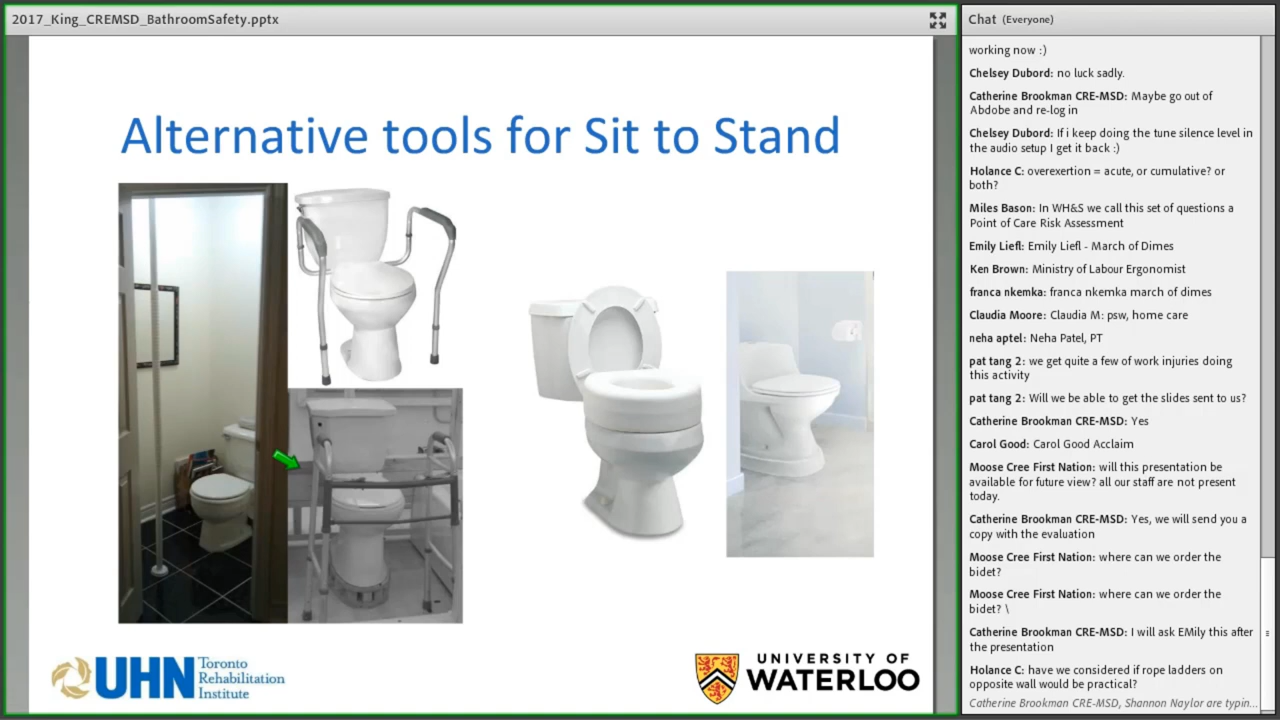 2017_King_CREMSD_BathroomSafety.pptx
Alternative tools for Sit to Stand
UHN
Toronto
Rehabilitation
Institute
UNIVERSITY OF
WATERLOO
Chat (Everyone)
working now :)
Chelsey Dubord: no luck sadly.
Catherine Brookman CRE-MSD: Maybe go out of
Abdobe and re-log in
Chelsey Dubord: If i keep doing the tune silence level in
the audio setup I get it back :)
Holance C: overexertion = acute, or cumulative? or
both?
Miles Bason: In WH&S we call this set of questions a
Point of Care Risk Assessment
Emily Liefl: Emily Liefl - March of Dimes
Ken Brown: Ministry of Labour Ergonomist
franca nkemka: franca nkemka march of dimes
Claudia Moore: Claudia M: psw, home care
neha aptel: Neha Patel, PT
pat tang 2: we get quite a few of work injuries doing
this activity
pat tang 2: Will we be able to get the slides sent to us?
Catherine Brookman CRE-MSD: Yes
Carol Good: Carol Good Acclaim
Moose Cree First Nation: will this presentation be
available for future view? all our staff are not present
today.
Catherine Brookman CRE-MSD: Yes, we will send you a
copy with the evaluation
Moose Cree First Nation: where can we order the
bidet?
Moose Cree First Nation: where can we order the
bidet? \
Catherine Brookman CRE-MSD: I will ask EMily this after
the presentation
Holance C: have we considered if rope ladders on
opposite wall would be practical?
Catherine Brookman CRE-MSD, Shannon Naylor are typin...